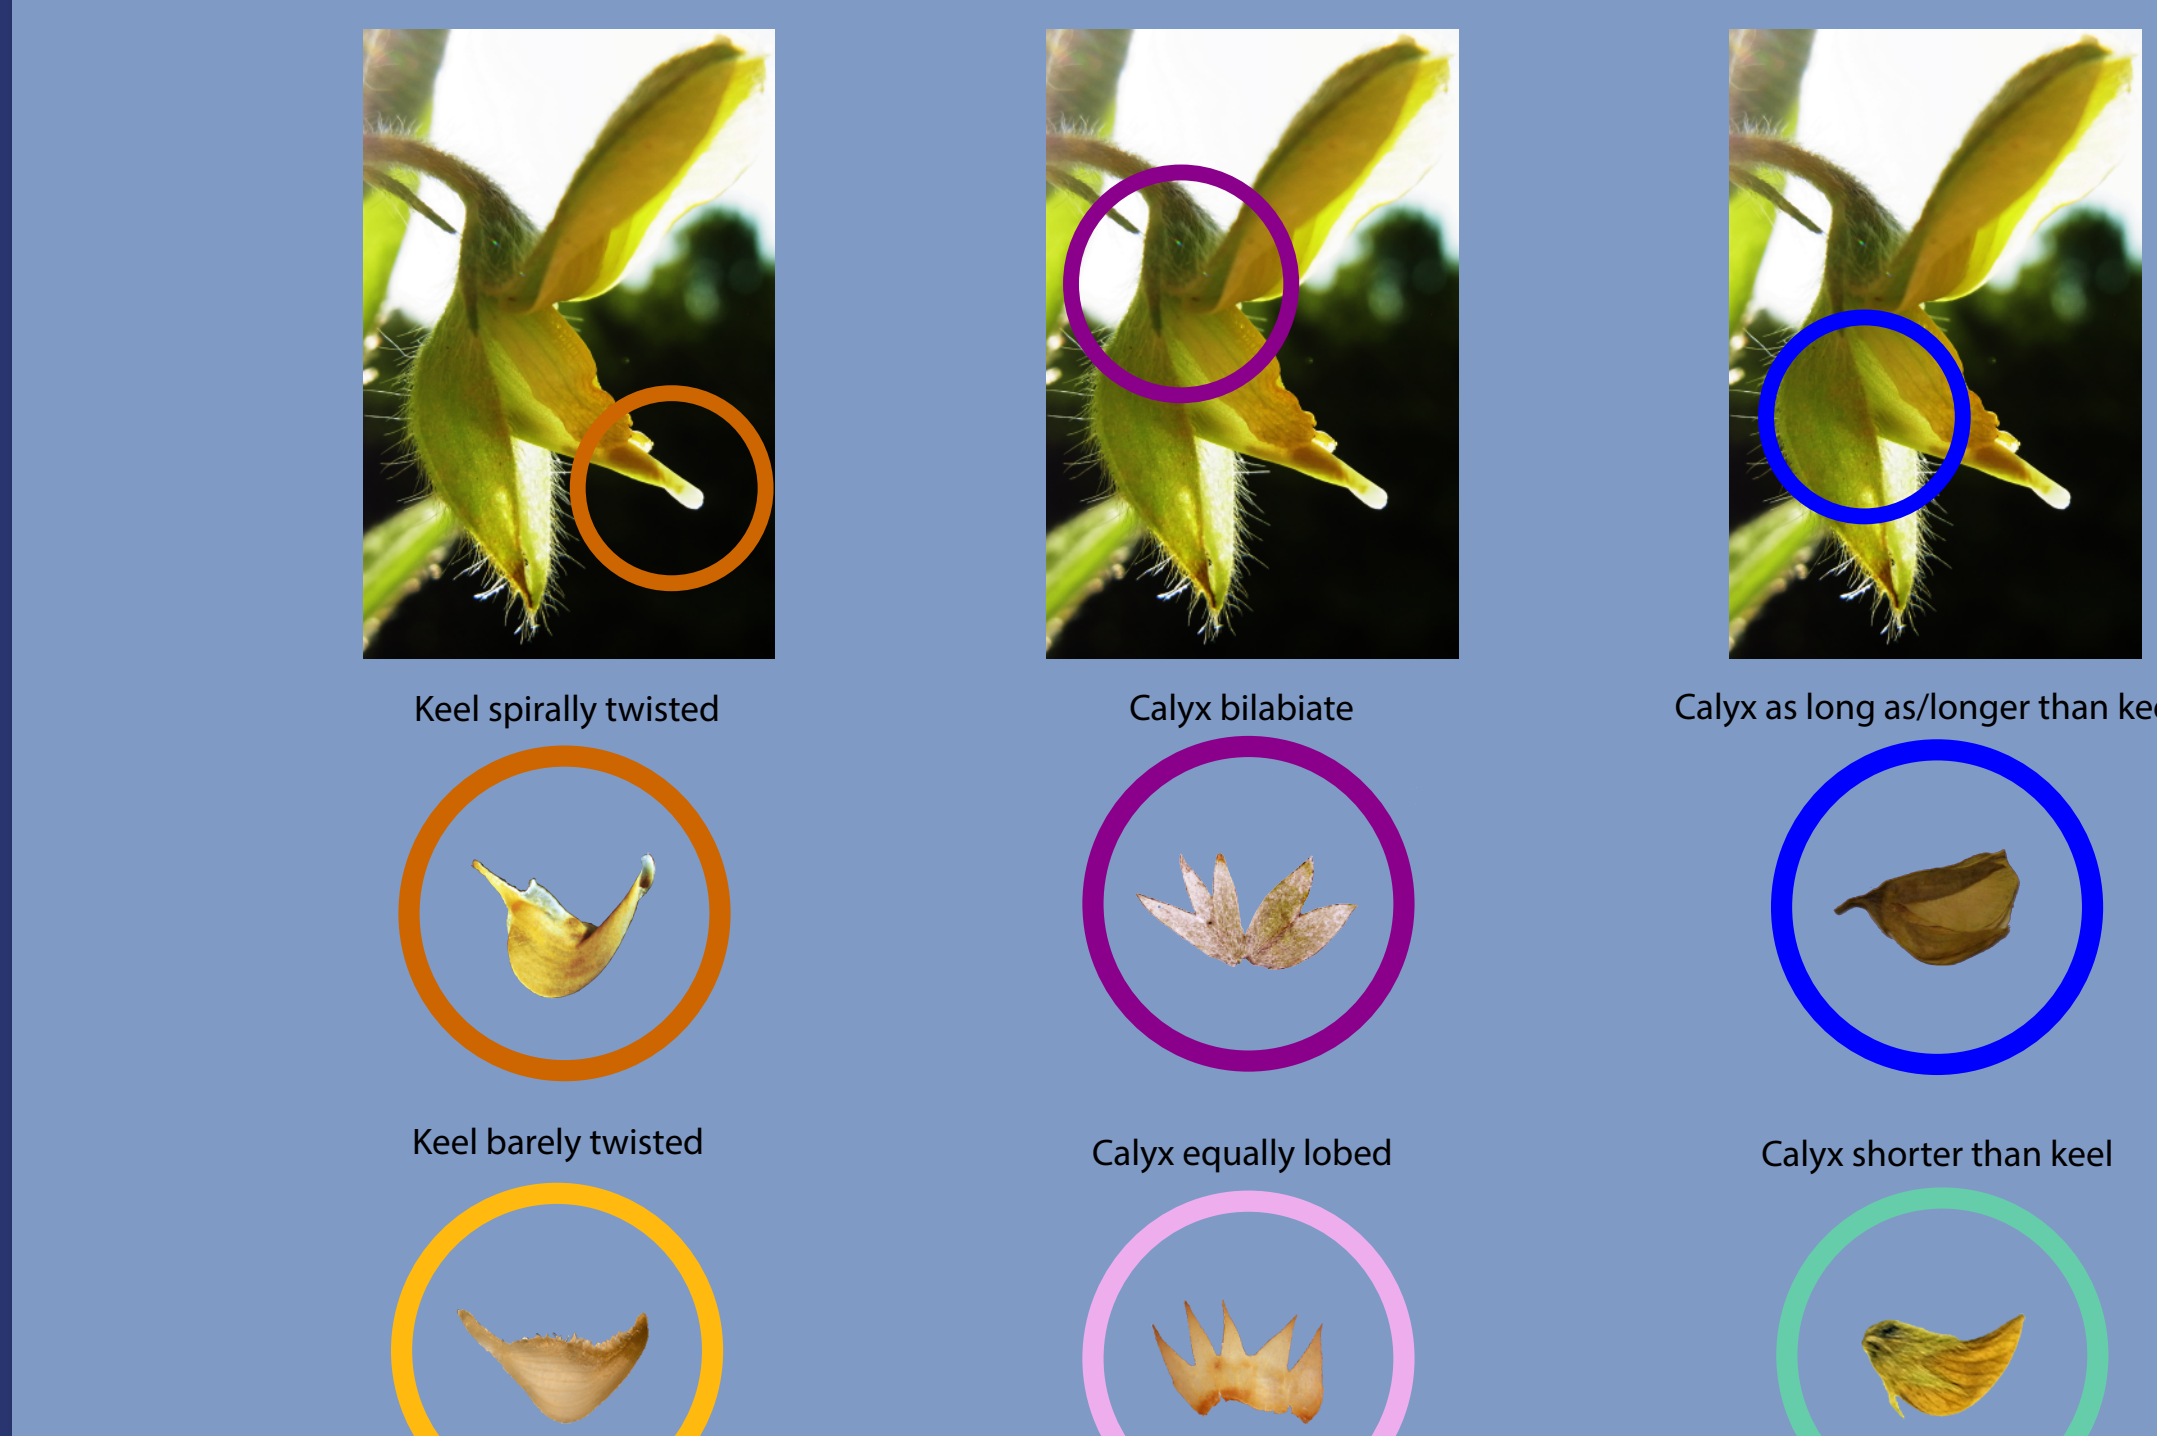 Keel spirally twisted
Calyx bilabiate
Calyx as long as/longer than
Keel barely twisted
Calyx equally lobed
Calyx shorter than keel